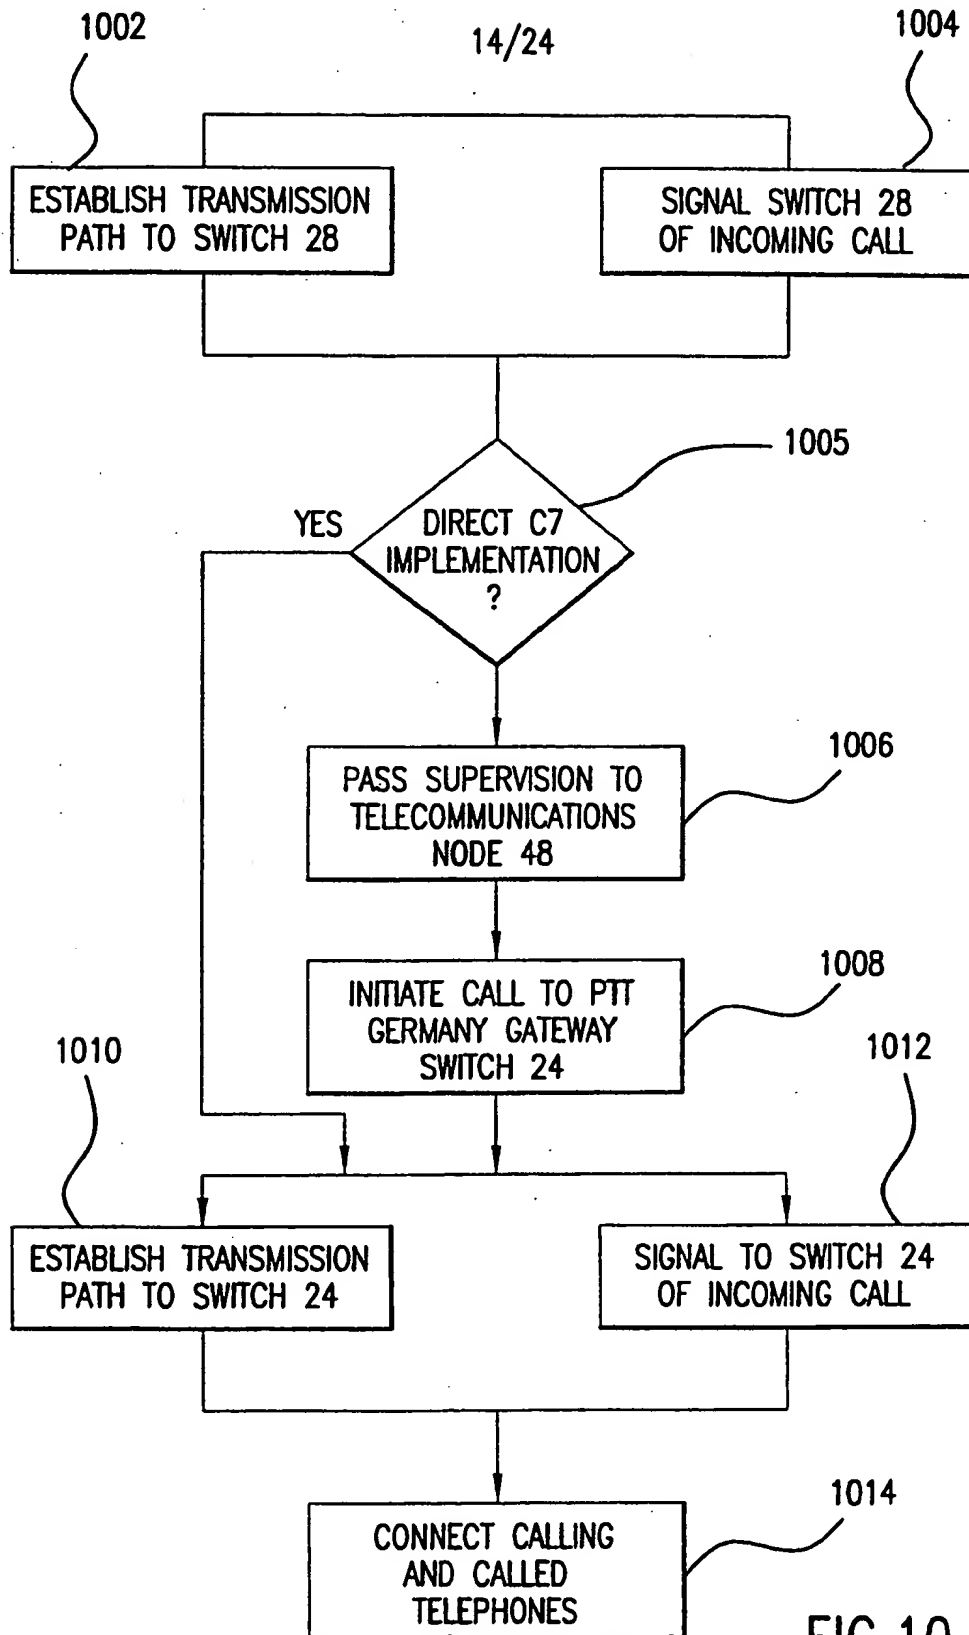 1002
14/24
1004
ESTABLISH TRANSMISSION
PATH TO SWITCH 28
SIGNAL SWITCH 28
OF INCOMING CALL
1005
YES
DIRECT C7
IMPLEMENTATION
?
1006
PASS SUPERVISION TO
TELECOMMUNICATIONS
NODE 48
1008
INITIATE CALL TO PTT
GERMANY GATEWAY
SWITCH 24
1010
1012
ESTABLISH TRANSMISSION
PATH TO SWITCH 24
SIGNAL TO SWITCH 24
OF INCOMING CALL
1014
CONNECT CALLING
AND CALLED
TELEPHONES
FIG.10